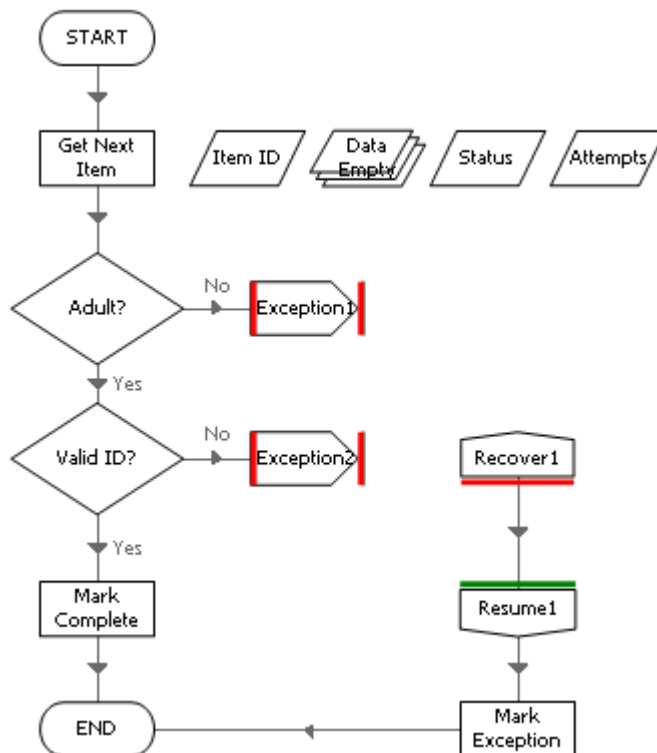 START
Get Next
Item
Item ID
Data
Empty
Status
Attempts
Adult?
No
Exception1
Yes
Valid ID?
No
Exception2
Recover1
Yes
Mark
Complete
Resume1
END
Mark
Exception